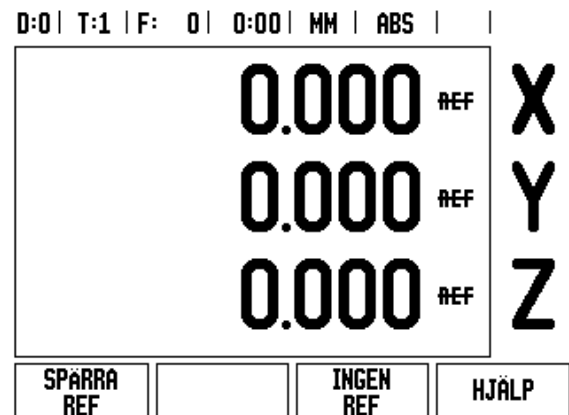 D:0 | T:1 | F: 0 | 0:00 | MM | ABS | |
0.000 REF X
0.000 REF Y
0.000 REF Z
SPÄRRA REF
INGEN REF
HJÄLP